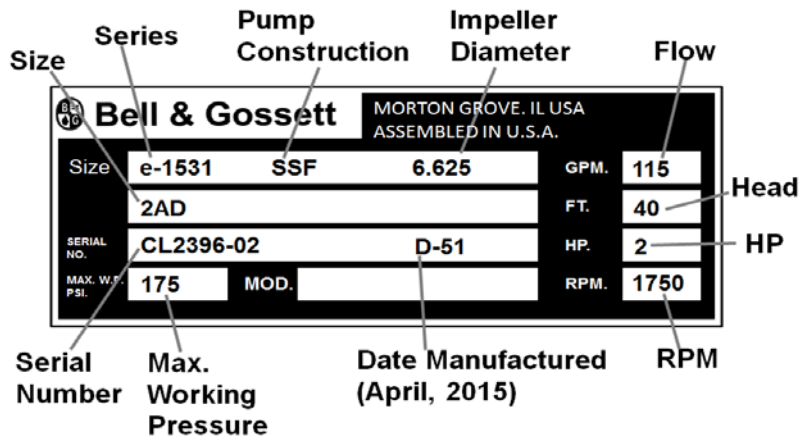 Size
Series
Pump
Construction
Impeller
Diameter
Flow
B G
Bell & Gossett
MORTON GROVE. IL USA
ASSEMBLED IN U.S.A.
Size e-1531 SSF 6.625 GPM. 115
2AD FT. 40
Head
SERIAL
NO. CL2396-02 D-51 HP. 2
HP
MAX. W.P.
PSI. 175 MOD. RPM. 1750
Serial
Number
Max.
Working
Pressure
Date Manufactured
(April, 2015)
RPM